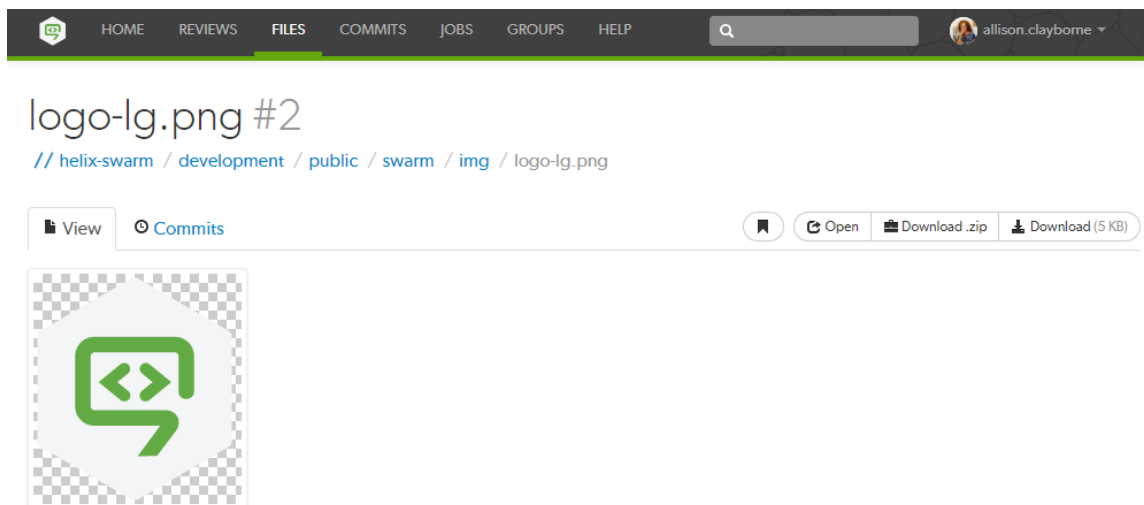 HOME REVIEWS FILES COMMITS JOBS GROUPS HELP allison.clayborne
logo-lg.png #2
// helix-swarm / development / public / swarm / img / logo-lg.png
View Commits Open Download .zip Download (5 KB)